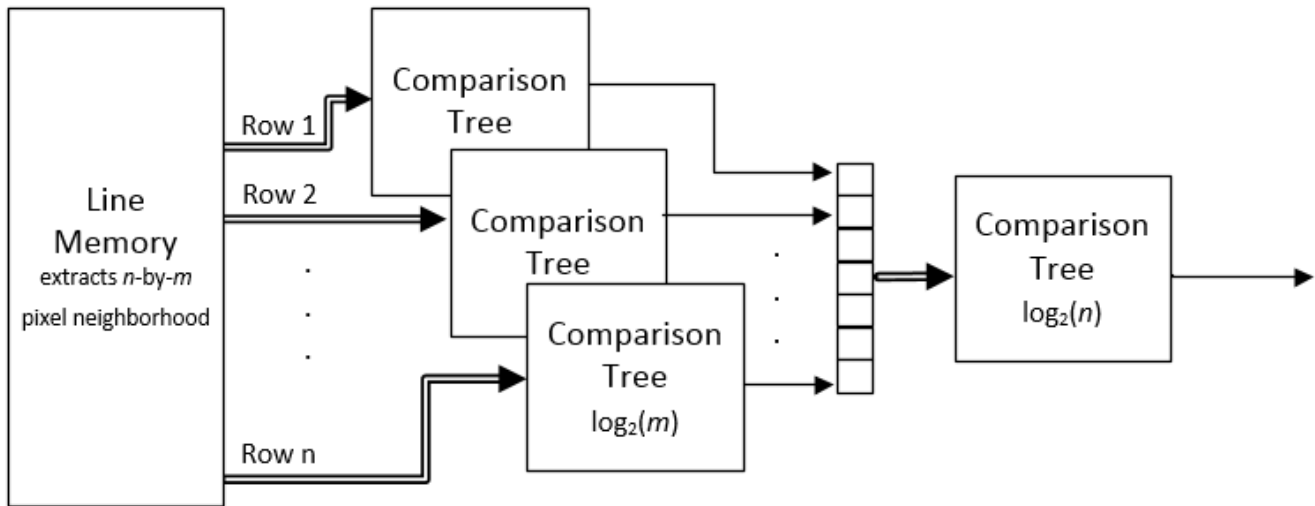 Line
Memory
extracts n-by-m
pixel neighborhood
Row 1
Row 2
Row n
Comparison
Tree
Comparison
Tree
Comparison
Tree
log₂(m)
Comparison
Tree
log₂(n)